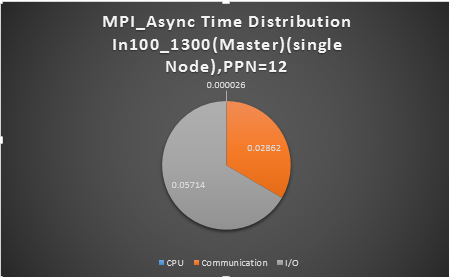 MPI_Async Time Distribution
In100_1300(Master)(single
Node),PPN=12
0.000026
0.02862
0.05714
CPU Communication I/O